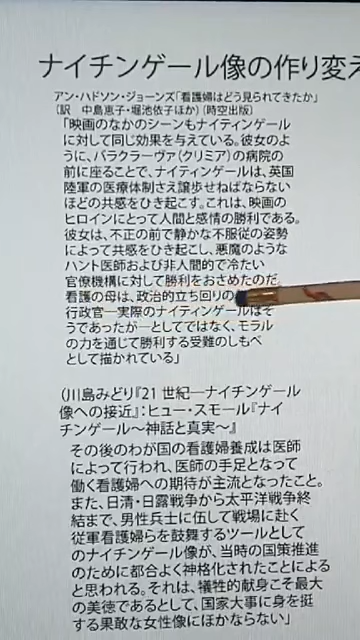 ナイチンゲール像の作り変え
アン・ハドソン・ジョーンズ「看護婦はどう見られてきたか」
(訳 中島憲子・堀池依子ほか)(時空出版)
「映画のなかのシーンもナイティンゲール
に対して同じ効果を与えている。彼女のよ
うに、バラクラーヴァ(クリミア)の病院の
前に座ることで、ナイティンゲールは、英国
陸軍の医療体制さえ譲歩せねばならない
ほどの共感をひき起こす。これは、映画の
ヒロインにとって人間と感情の勝利である。
彼女は、不正の前で静かな不服従の姿勢
によって共感をひき起こし、悪魔のような
ハント医師および非人間的で冷たい
官僚機構に対して勝利をおさめたのだ
看護の母は、政治的立ち回りの
行政官―実際のナイティンゲールはそ
うであったが―としてではなく、モラル
の力を通じて勝利する受難のしもべ
として描かれている」
(川島みどり『21 世紀―ナイチンゲール
像への接近』:ヒュー・スモール『ナイ
チンゲール~神話と真実~』
その後のわが国の看護婦養成は医師
によって行われ、医師の手足となって
働く看護婦への期待が主流となったこと。
また、日清・日露戦争から太平洋戦争終
結まで、男性兵士に伍して戦場に赴く
従軍看護婦らを鼓舞するツールとして
のナイチンゲール像が、当時の国策推進
のために都合よく神格化されたことによる
と思われる。それは、犠牲的献身こそ最大
の美徳であるとして、国家大事に身を挺
する果敢な女性像にほかならない」